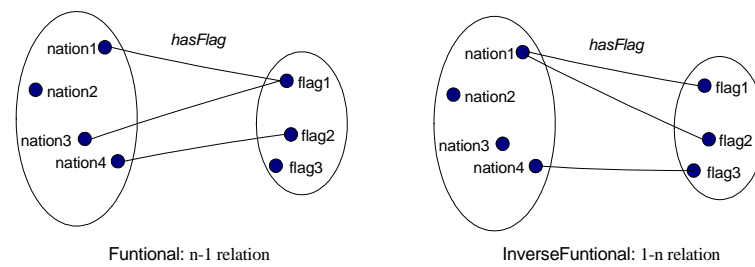 nation1
hasFlag
nation2
flag1
nation3
flag2
nation4
flag3
Funtional: n-1 relation
nation1
hasFlag
nation2
flag1
nation3
flag2
nation4
flag3
InverseFuntional: 1-n relation